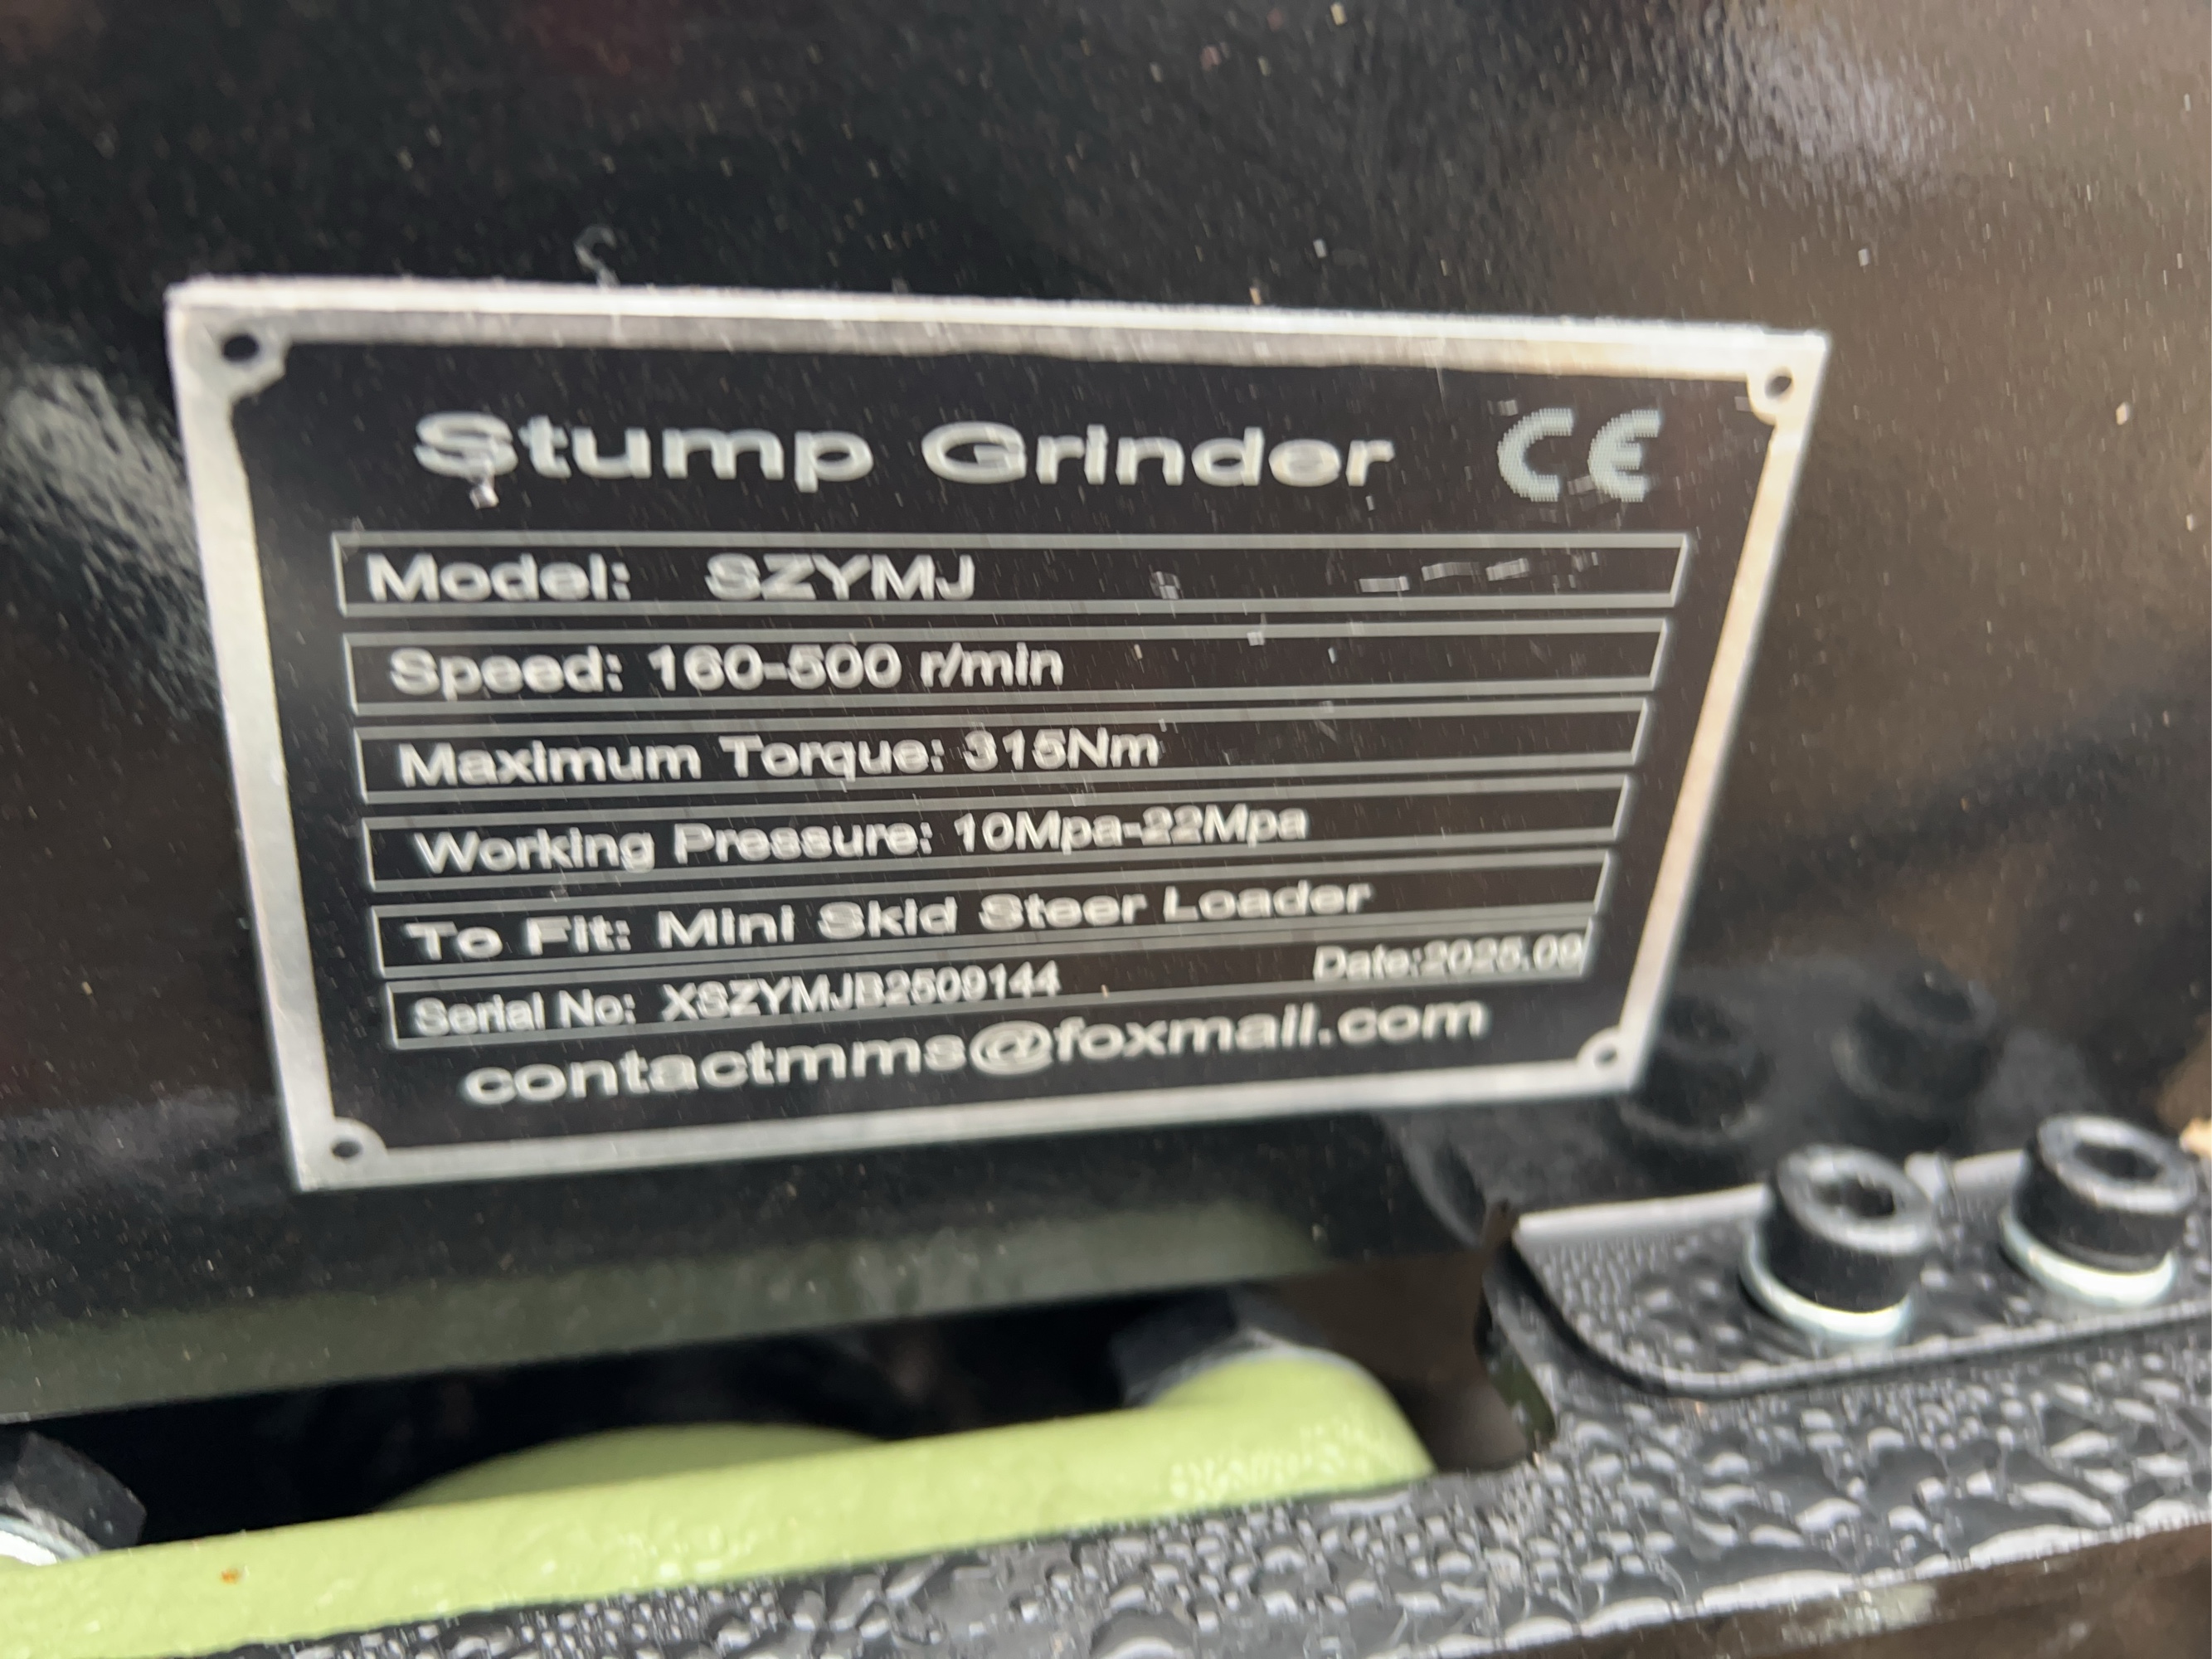 Stump Grinder CE
Model: SZYMJ
Speed: 160-500 r/min
Maximum Torque: 315Nm
Working Pressure: 10Mpa-22Mpa
To Fit: Mini Skid Steer Loader
Serial No: XSZYMJB2509144 Date:2025.09
contactmms@foxmail.com